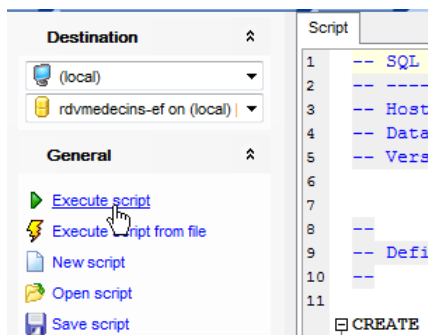 Destination
(local)
rdvmedecins-ef on (local) |
General
Execute script
Execute script from file
New script
Open script
Save script
Script
1 -- SQL
2 -- ----
3 -- Host
4 -- Data
5 -- Vers
6
7
8 --
9 -- Defi
10 --
11
CREATE